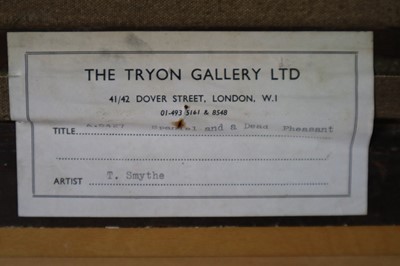 THE TRYON GALLERY LTD
41/42 DOVER STREET, LONDON, W.1
01-493 5161 & 8548
TITLE and a Dead Pheasant
ARTIST T. Smythe